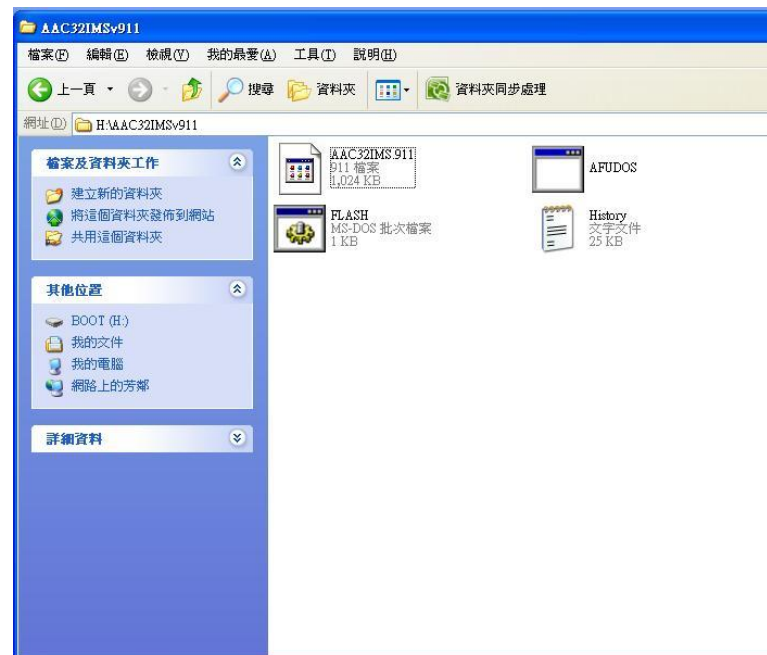 AAC32IMSv911
檔案(F) 編輯(E) 檢視(V) 我的最愛(A) 工具(T) 說明(H)
上一頁 搜尋 資料夾 資料夾同步處理
網址(D) H:\AAC32IMSv911
檔案及資料夾工作
建立新的資料夾
將這個資料夾發佈到網站
共用這個資料夾
其他位置
BOOT (H:)
我的文件
我的電腦
網路上的芳鄰
詳細資料
AAC32IMS.911
911 檔案
1,024 KB
AFUDOS
FLASH
MS-DOS 批次檔案
1 KB
History
文字文件
25 KB